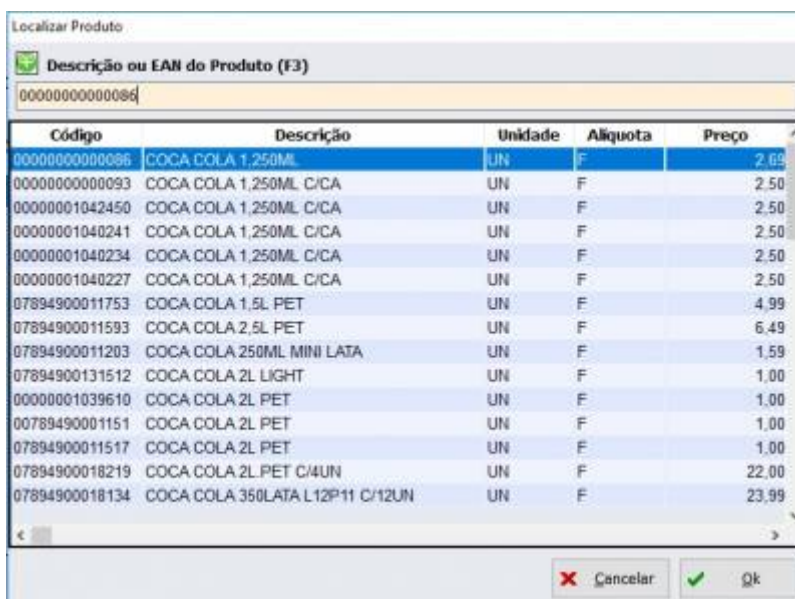 Localizar Produto
Descrição ou EAN do Produto (F3)
00000000000086
Código Descrição Unidade Alíquota Preço
00000000000086 COCA COLA 1,250ML UN F 2,69
00000000000093 COCA COLA 1,250ML C/CA UN F 2,50
00000001042450 COCA COLA 1,250ML C/CA UN F 2,50
00000001040241 COCA COLA 1,250ML C/CA UN F 2,50
00000001040234 COCA COLA 1,250ML C/CA UN F 2,50
00000001040227 COCA COLA 1,250ML C/CA UN F 2,50
07894900011753 COCA COLA 1,5L PET UN F 4,99
07894900011593 COCA COLA 2,5L PET UN F 6,49
07894900011203 COCA COLA 250ML MINI LATA UN F 1,59
07894900131512 COCA COLA 2L LIGHT UN F 1,00
00000001039610 COCA COLA 2L PET UN F 1,00
00789490001151 COCA COLA 2L PET UN F 1,00
07894900011517 COCA COLA 2L PET UN F 1,00
07894900018219 COCA COLA 2L.PET C/4UN UN F 22,00
07894900018134 COCA COLA 350LATA L12P11 C/12UN UN F 23,99
Cancelar Ok